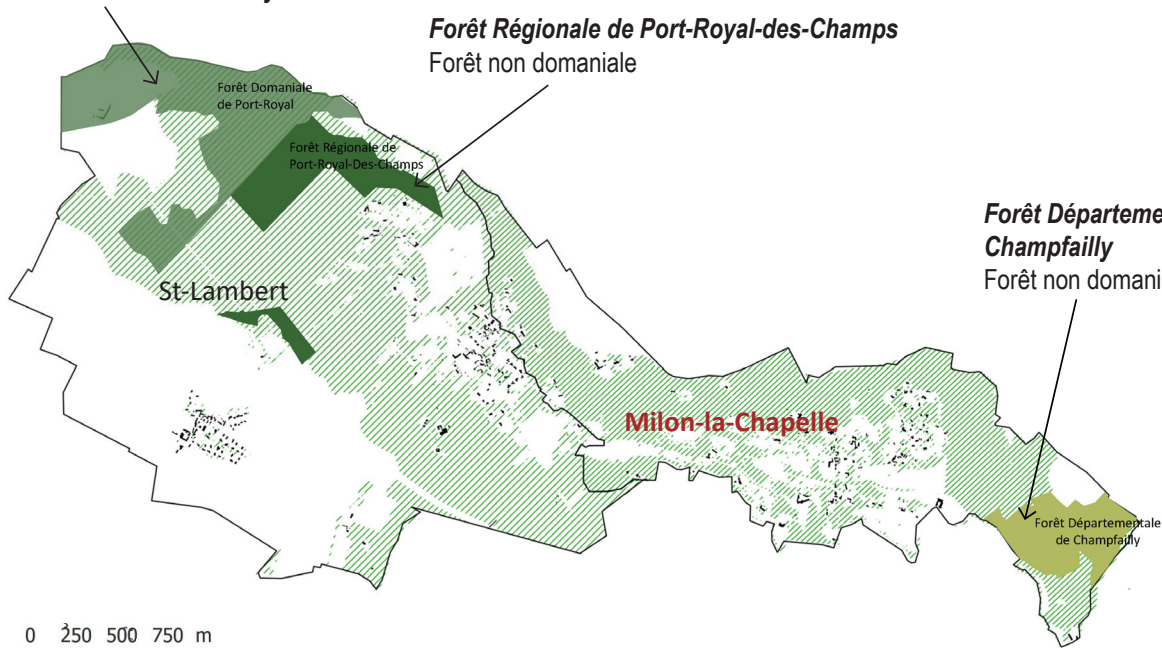 Forêt Régionale de Port-Royal-des-Champs
Forêt non domaniale
Forêt Domaniale
de Port-Royal
Forêt Régionale de
Port-Royal-Des-Champs
Forêt Départeme
Champfailly
Forêt non domani
St-Lambert
Milon-la-Chapelle
Forêt Départementale
de Champfailly
0 250 500 750 m